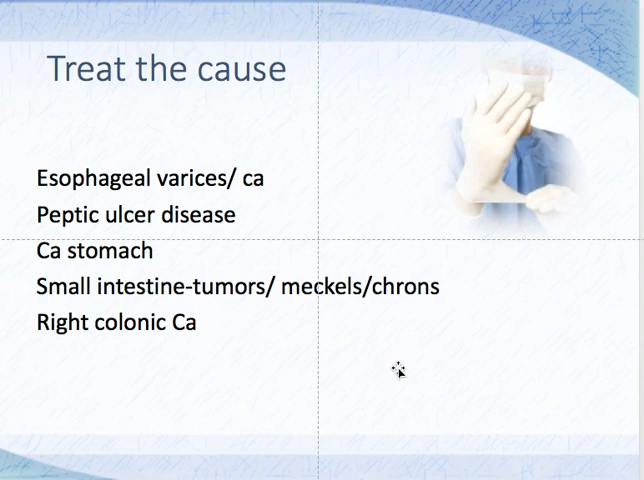 Treat the cause
Esophageal varices/ ca
Peptic ulcer disease
Ca stomach
Small intestine-tumors/ meckels/chrons
Right colonic Ca